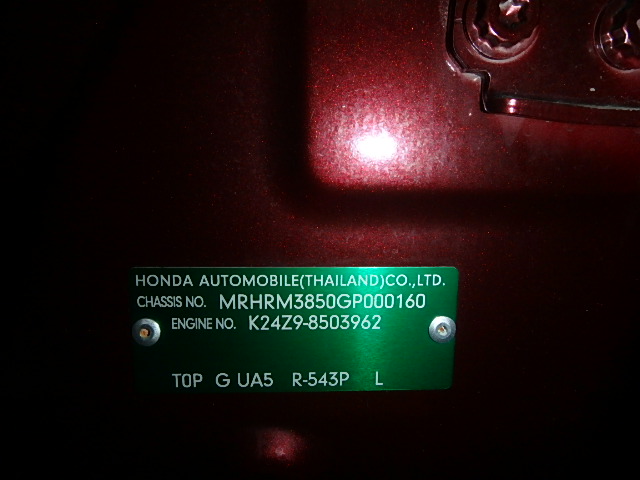 HONDA AUTOMOBILE(THAILAND)CO.,LTD.
CHASSIS NO. MRHRM3850GP000160
ENGINE NO. K24Z9-8503962
TOP G UA5 R-543P L